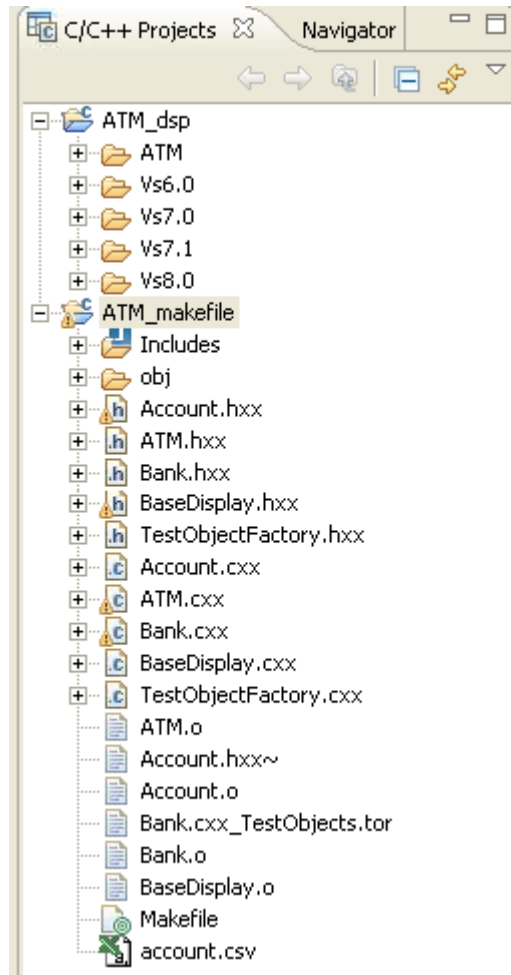 C/C++ Projects Navigator
ATM_dsp
ATM
Vs6.0
Vs7.0
Vs7.1
Vs8.0
ATM_makefile
Includes
obj
Account.hxx
ATM.hxx
Bank.hxx
BaseDisplay.hxx
TestObjectFactory.hxx
Account.cxx
ATM.cxx
Bank.cxx
BaseDisplay.cxx
TestObjectFactory.cxx
ATM.o
Account.hxx~
Account.o
Bank.cxx_TestObjects.tor
Bank.o
BaseDisplay.o
Makefile
account.csv